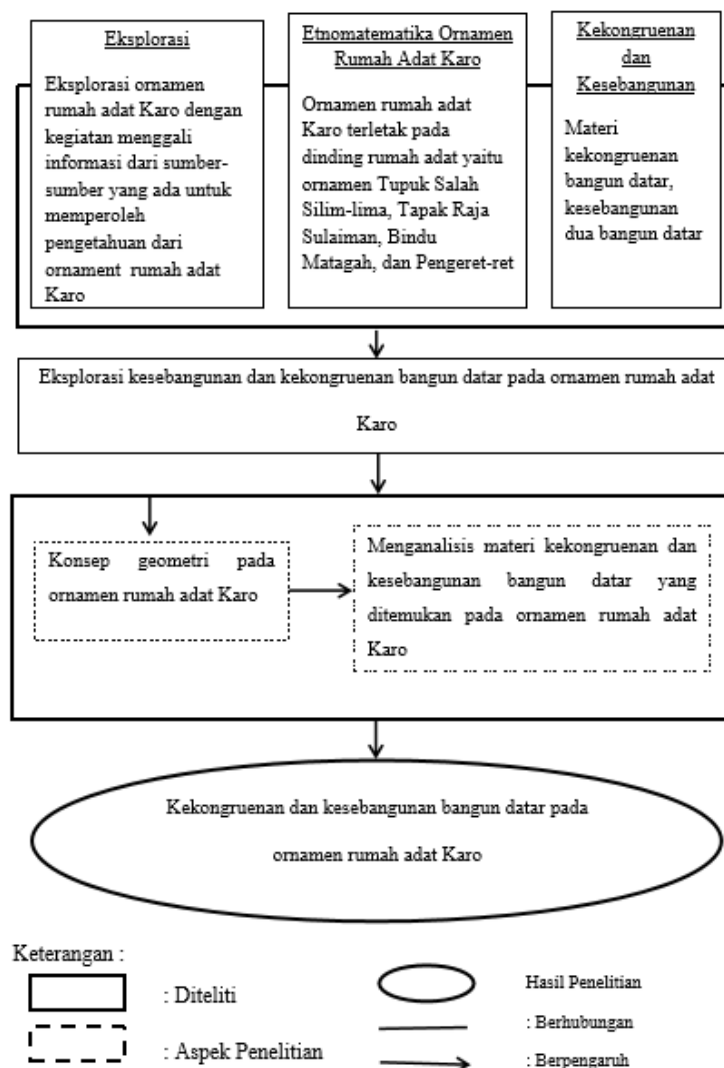 Eksplorasi
Eksplorasi ornamen
rumah adat Karo dengan
kegiatan menggali
informasi dari sumber-
sumber yang ada untuk
memperoleh
pengetahuan dari
ornament rumah adat
Karo
Etnomatematika Ornamen
Rumah Adat Karo
Ornamen rumah adat
Karo terletak pada
dinding rumah adat yaitu
ornamen Tupuk Salah
Silim-lima, Tapak Raja
Sulaiman, Bindu
Matagah, dan Pengeret-ret
Kekongruenan
dan
Kesebangunan
Materi
kekongruenan
bangun datar,
kesebangunan
dua bangun datar
Eksplorasi kesebangunan dan kekongruenan bangun datar pada ornamen rumah adat
Karo
Konsep geometri pada
ornamen rumah adat Karo
Menganalisis materi kekongruenan dan
kesebangunan bangun datar yang
ditemukan pada ornamen rumah adat
Karo
Kekongruenan dan kesebangunan bangun datar pada
ornamen rumah adat Karo
Keterangan :
: Diteliti
: Aspek Penelitian
Hasil Penelitian
: Berhubungan
: Berpengaruh